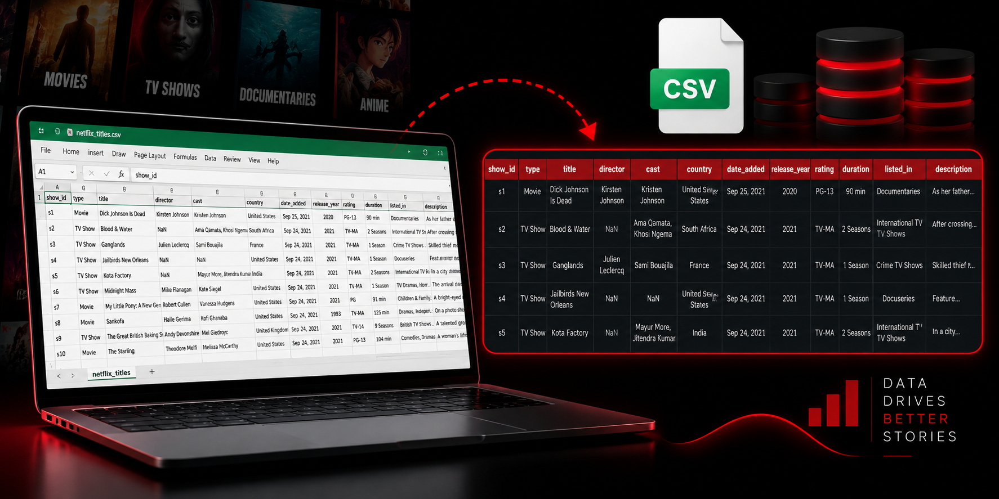 MOVIES
TV SHOWS
DOCUMENTARIES
ANIME
CSV
netflix_titles.csv
File Home insert Draw Page Layout Formulas Data Review View Help
A1 fx show_id
1 show_id type title director cast country date_added release_year rating duration listed_in description
s1 Movie Dick Johnson Is Dead Kirsten Johnson Kristen Johnson United States Sep 25, 2021 2020 PG-13 90 min Documentaries As her father
s2 TV Show Blood & Water NaN Ama Qamata, Khosi Ngema South Africa Sep 24, 2021 2021 TV-MA 2 Seasons International TV After crossing
s3 TV Show Ganglands Julien Leclercq Sami Bouajila France Sep 24, 2021 2021 TV-MA 1 Season Crime TV Shows Skilled thief
s4 TV Show Jailbirds New Orleans NaN NaN United States Sep 24, 2021 2021 TV-MA 1 Season Docuseries
s5 TV Show Kota Factory NaN Mayur More, Jitendra Kumar India Sep 24, 2021 2021 TV-MA 2 Seasons International TV In a city
s6 TV Show Midnight Mass Mike Flanagan Kate Siegel United States Sep 24, 2021 2021 TV-MA 1 Season TV Dramas, Horr.. The arrival
s7 Movie My Little Pony: A New Gen Robert Cullen Vanessa Hudgens United States Sep 24, 2021 2021 PG 91 min Children & Family: A bright-eyed
s8 Movie Sankofa Haile Gerima Kofi Ghanaba United States Sep 24, 2021 1993 TV-MA 125 min Dramas, On a photo
s9 TV Show The Great British Baking Andy Devonshire Mel Giedroyc United Kingdom Sep 24, 2021 2021 TV-14 9 Seasons British TV Shows . A talented
s10 Movie The Starling Theodore Melfi Melissa McCarthy United States Sep 24, 2021 2021 PG-13 104 min Comedies, Dramas A woman's
netflix_titles +
show_id type title director cast country date_added release_year rating duration listed_in description
s1 Movie Dick Johnson Is Dead Kirsten Johnson Kristen Johnson United States Sep 25, 2021 2020 PG-13 90 min Documentaries As her father...
s2 TV Show Blood & Water NaN Ama Qamata, Khosi Ngema South Africa Sep 24, 2021 2021 TV-MA 2 Seasons International TV TV Shows After crossing...
s3 TV Show Ganglands Julien Leclercq Sami Bouajila France Sep 24, 2021 2021 TV-MA 1 Season Crime TV Shows Skilled thief
s4 TV Show Jailbirds New Orleans NaN NaN United States Sep 24, 2021 2021 TV-MA 1 Season Docuseries Feature...
s5 TV Show Kota Factory NaN Mayur More, Jitendra Kumar India Sep 24, 2021 2021 TV-MA 2 Seasons International TV Shows In a city...
DATA
DRIVES
BETTER
STORIES